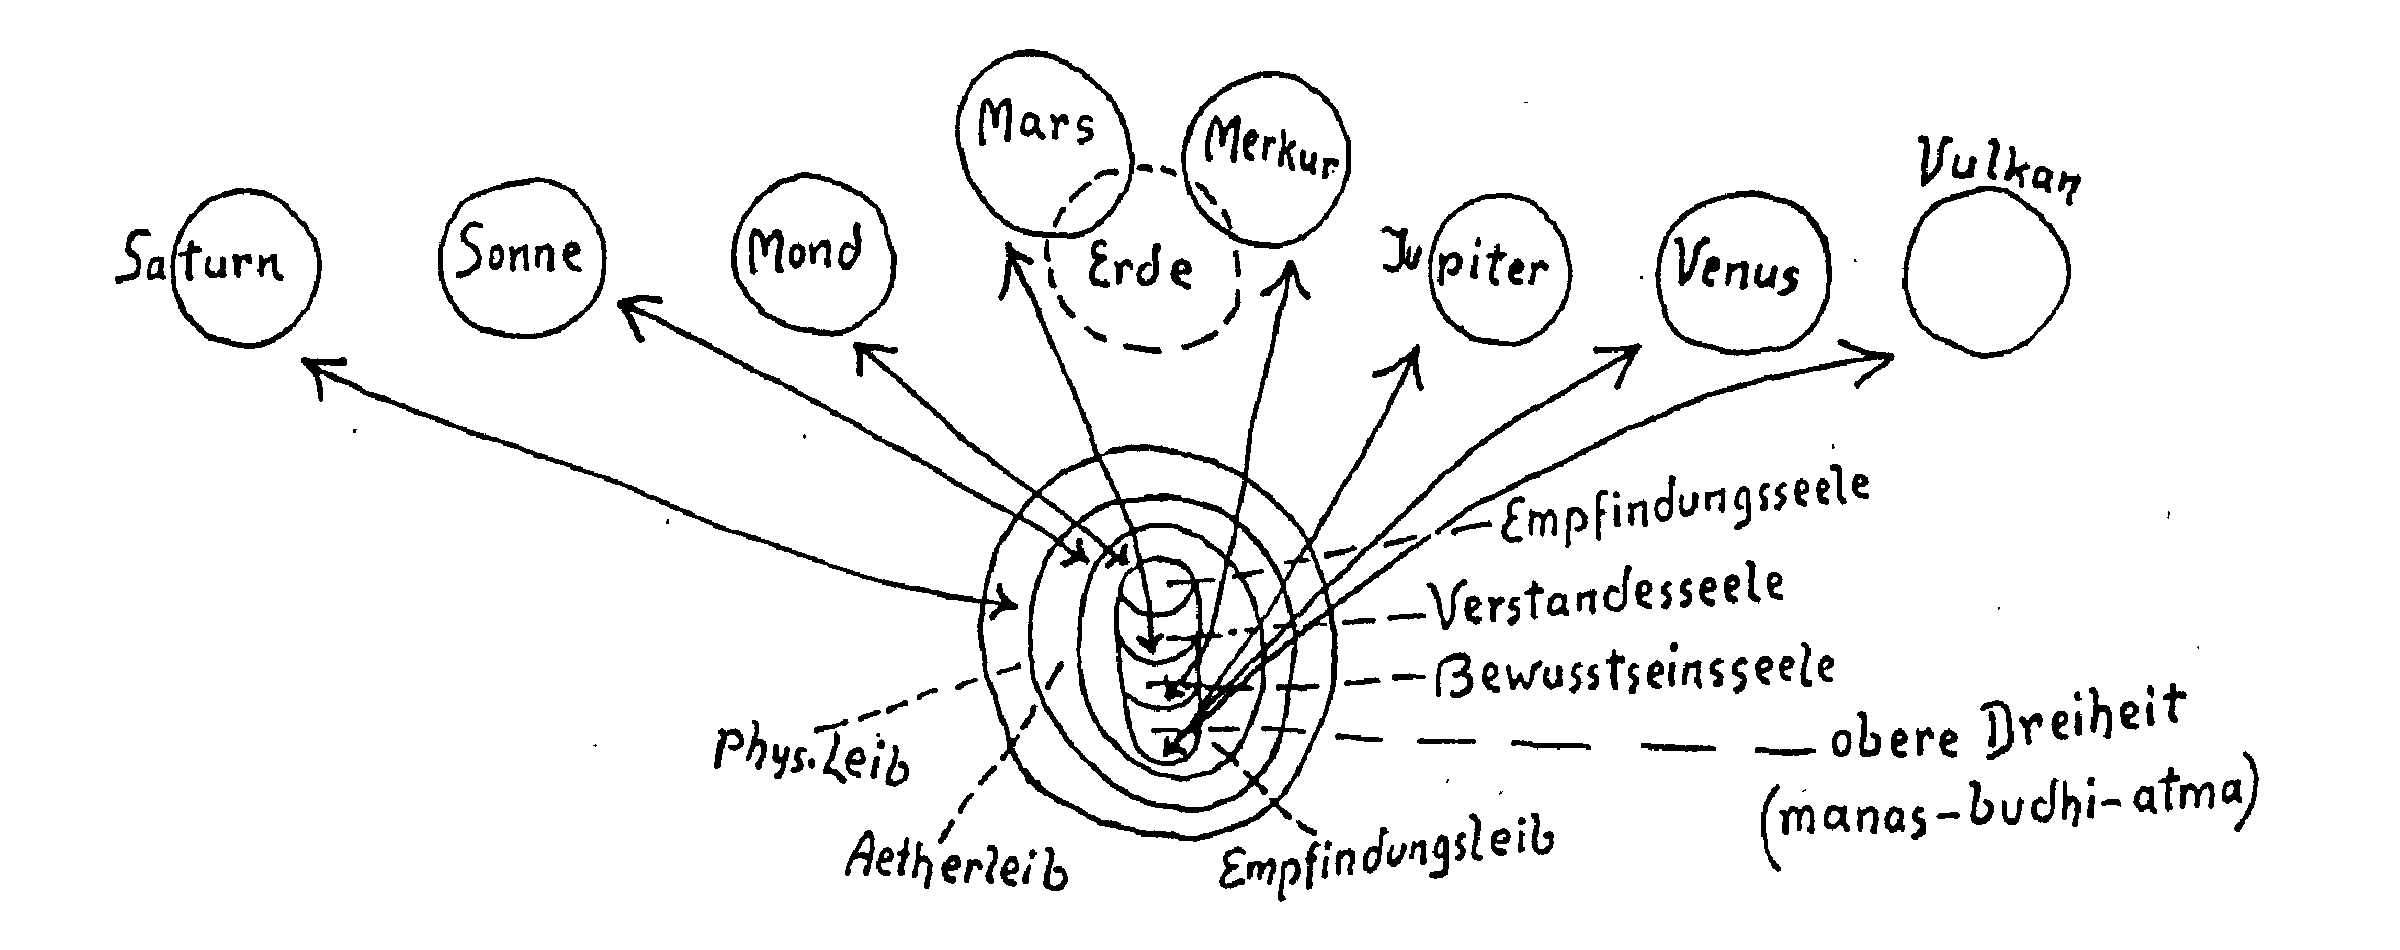 Mars
Merkur
Vulkan
Saturn
Sonne
Mond
Erde
Jupiter
Venus
Empfindungsseele
Verstandesseele
Bewusstseinsseele
obere Dreiheit
(manas-budhi-atma)
Phys. Leib
Aetherleib
Empfindungsleib